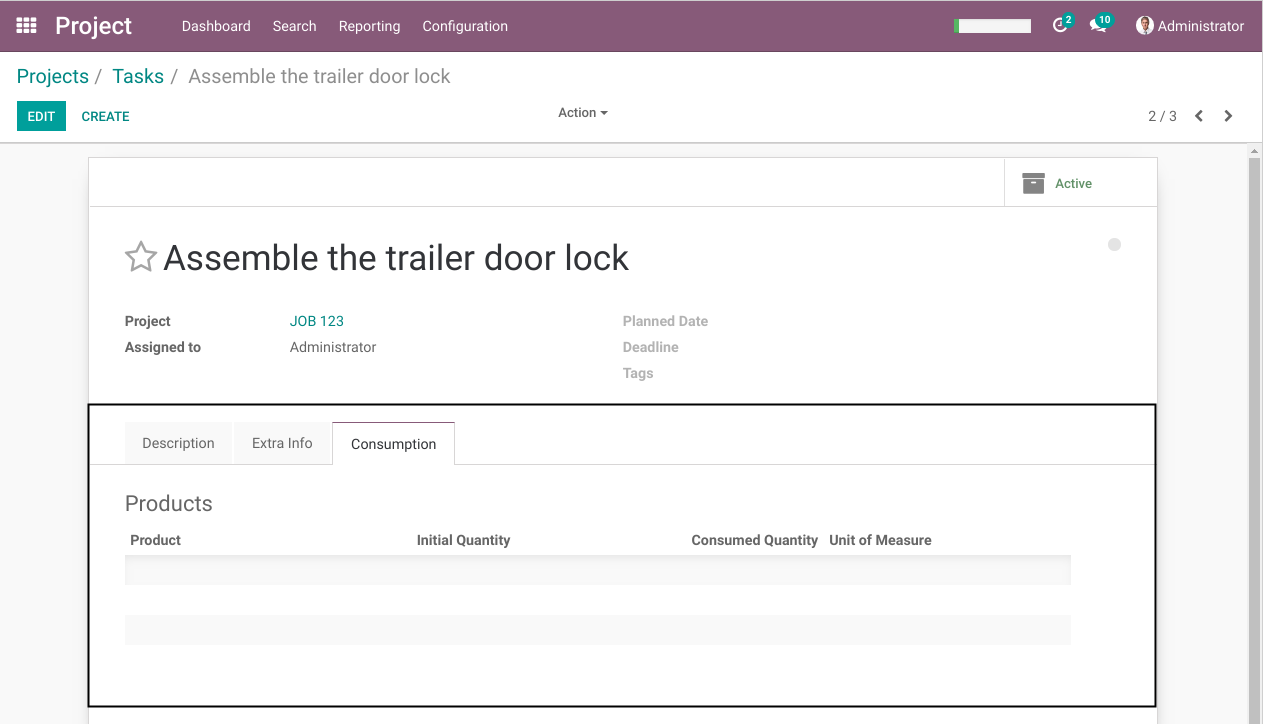 Project Dashboard Search Reporting Configuration 2 10 Administrator
Projects / Tasks / Assemble the trailer door lock
EDIT CREATE Action 2 / 3
Active
Assemble the trailer door lock
Project JOB 123 Planned Date
Assigned to Administrator Deadline
Tags
Description Extra Info Consumption
Products
Product Initial Quantity Consumed Quantity Unit of Measure